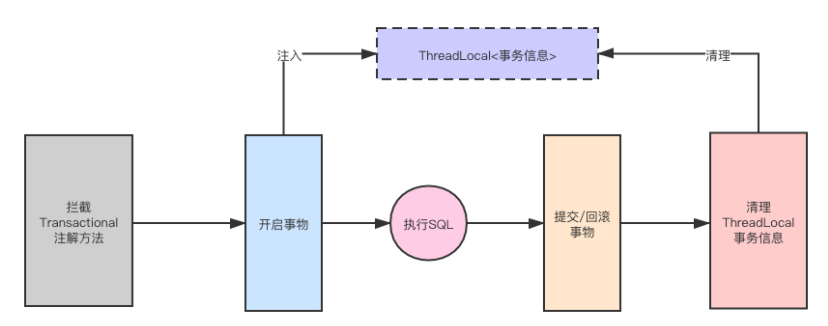 注入
ThreadLocal<事务信息>
清理
拦截
Transactional
注解方法
开启事物
执行SQL
提交/回滚
事物
清理
ThreadLocal
事务信息